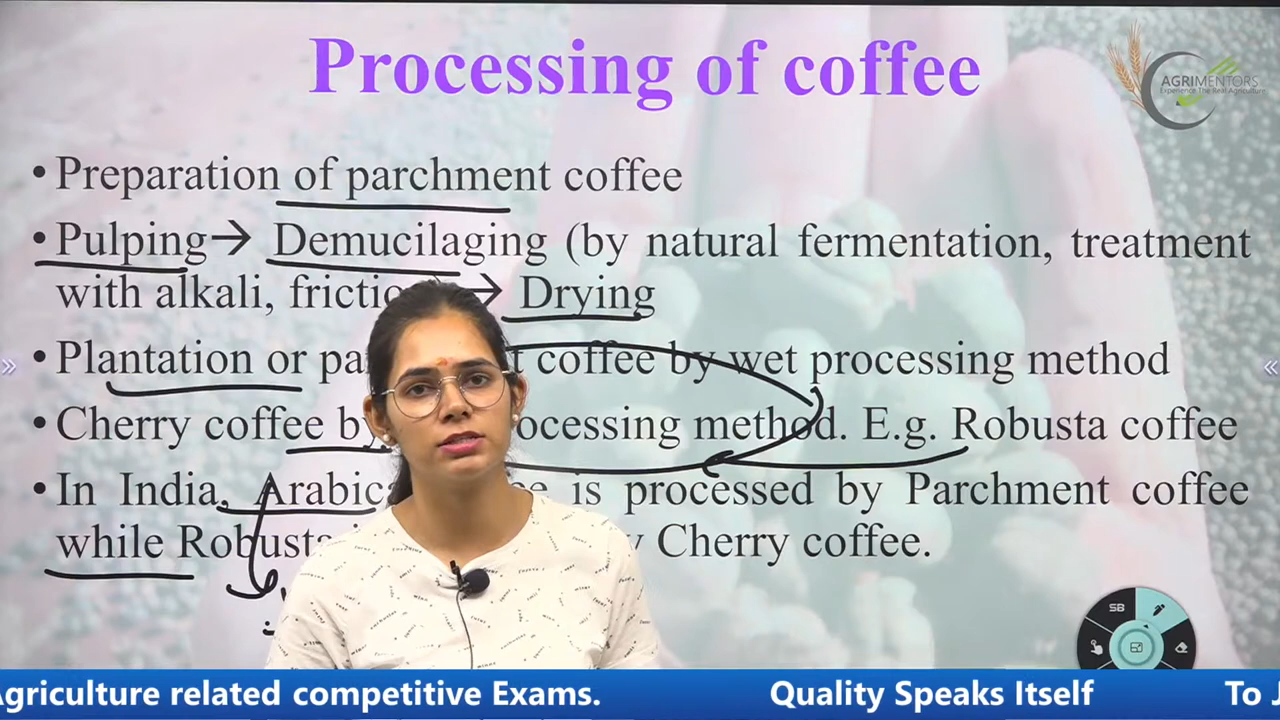 Processing of coffee
AGRIMENTORS
Experience The Real Agriculture
• Preparation of parchment coffee
• Pulping→ Demucilaging (by natural fermentation, treatment
with alkali, frictio → Drying
• Plantation or pa t coffee by wet processing method
• Cherry coffee by ocessing method. E.g. Robusta coffee
• In India, Arabica ee is processed by Parchment coffee
while Robusta y Cherry coffee.
SB
Agriculture related competitive Exams. Quality Speaks Itself To J